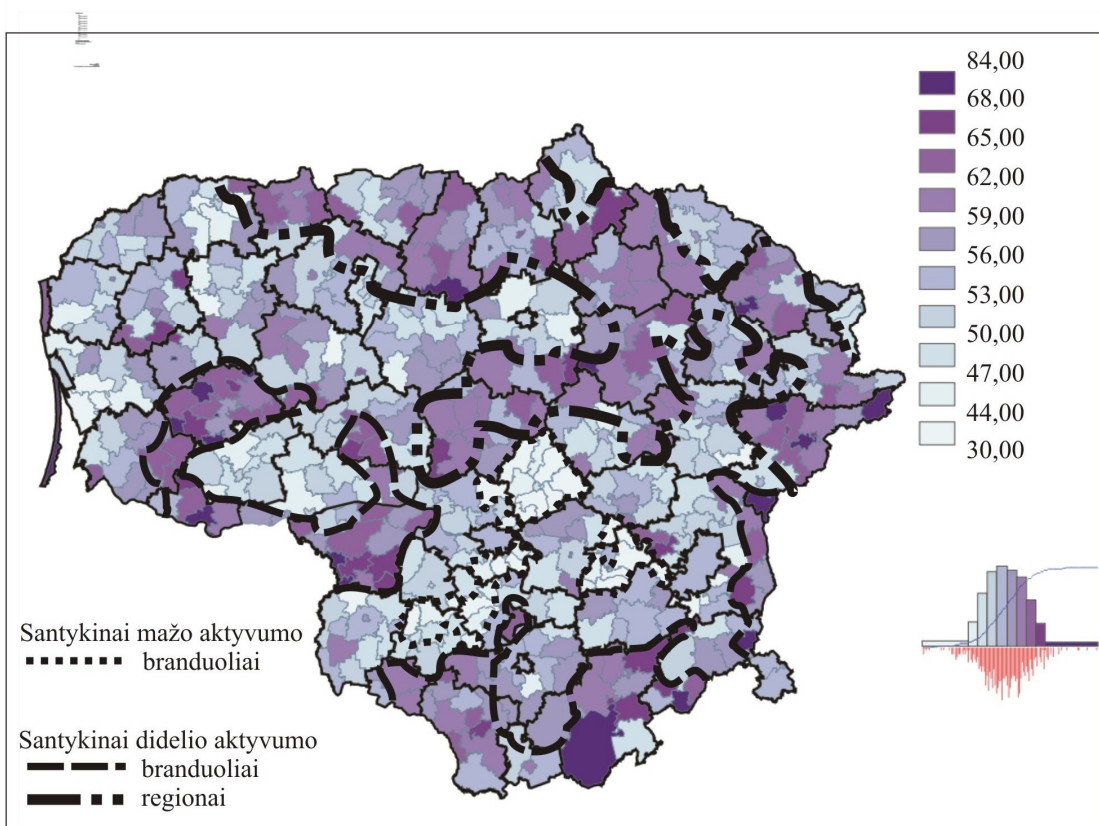 84,00
68,00
65,00
62,00
59,00
56,00
53,00
50,00
47,00
44,00
30,00
Santykinai mažo aktyvumo
branduoliai
Santykinai didelio aktyvumo
branduoliai
regionai